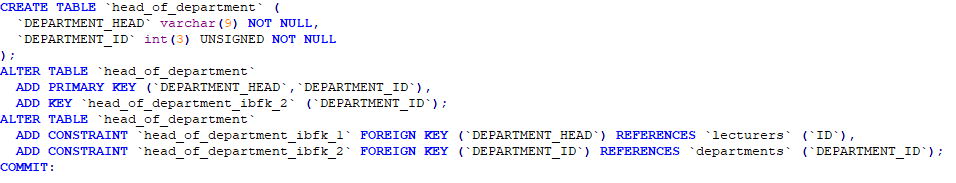 CREATE TABLE `head_of_department` (
  `DEPARTMENT_HEAD` varchar(9) NOT NULL,
  `DEPARTMENT_ID` int(3) UNSIGNED NOT NULL
);
ALTER TABLE `head_of_department`
  ADD PRIMARY KEY (`DEPARTMENT_HEAD`,`DEPARTMENT_ID`),
  ADD KEY `head_of_department_ibfk_2` (`DEPARTMENT_ID`);
ALTER TABLE `head_of_department`
  ADD CONSTRAINT `head_of_department_ibfk_1` FOREIGN KEY (`DEPARTMENT_HEAD`) REFERENCES `lecturers` (`ID`),
  ADD CONSTRAINT `head_of_department_ibfk_2` FOREIGN KEY (`DEPARTMENT_ID`) REFERENCES `departments` (`DEPARTMENT_ID`);
COMMIT: